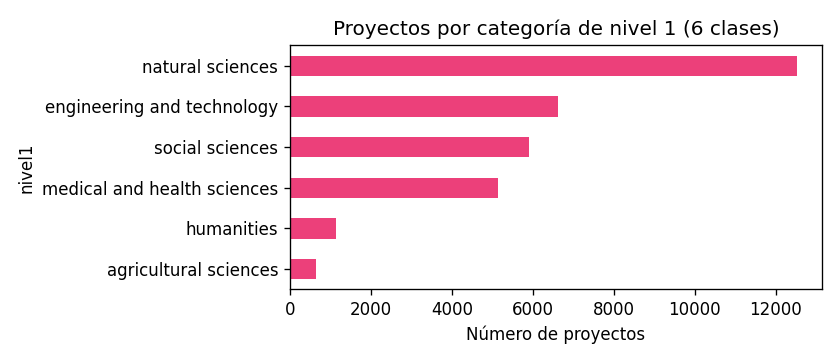 Proyectos por categoría de nivel 1 (6 clases)
natural sciences
engineering and technology
social sciences
medical and health sciences
humanities
agricultural sciences
nivel1
0 2000 4000 6000 8000 10000 12000
Número de proyectos